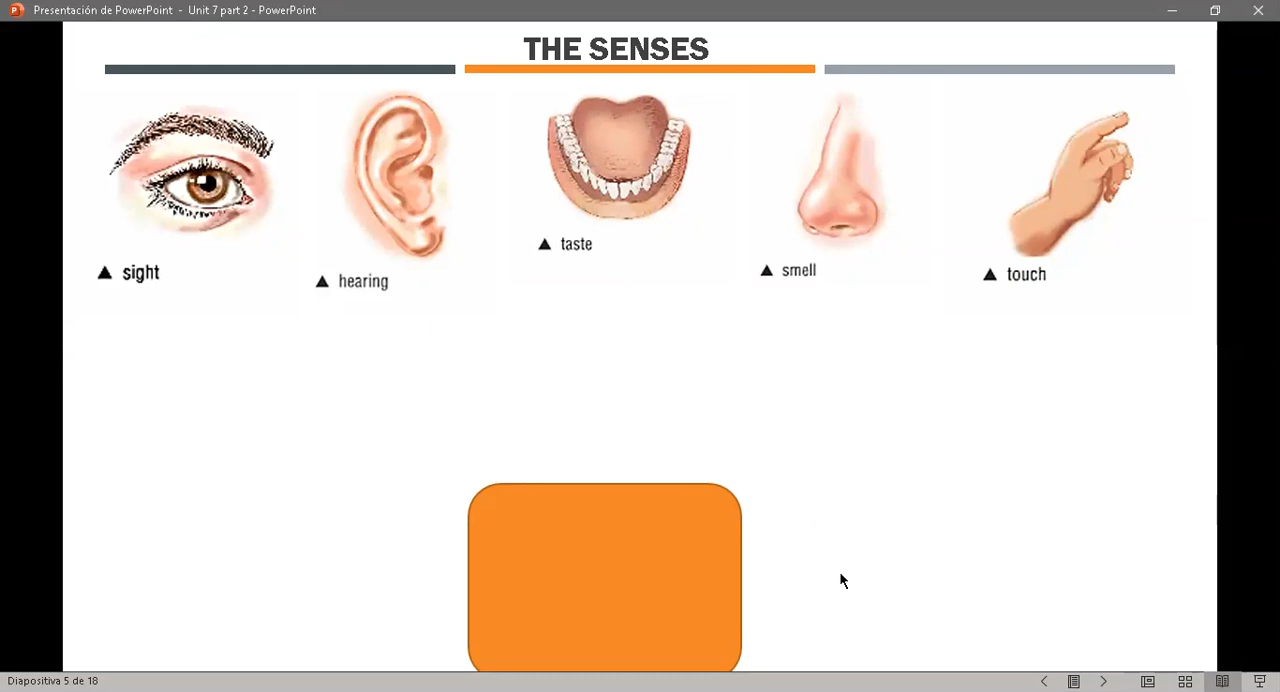 Presentación de PowerPoint - Unit 7 part 2 - PowerPoint
THE SENSES
▲ sight
▲ hearing
▲ taste
▲ smell
▲ touch
Diapositiva 5 de 18